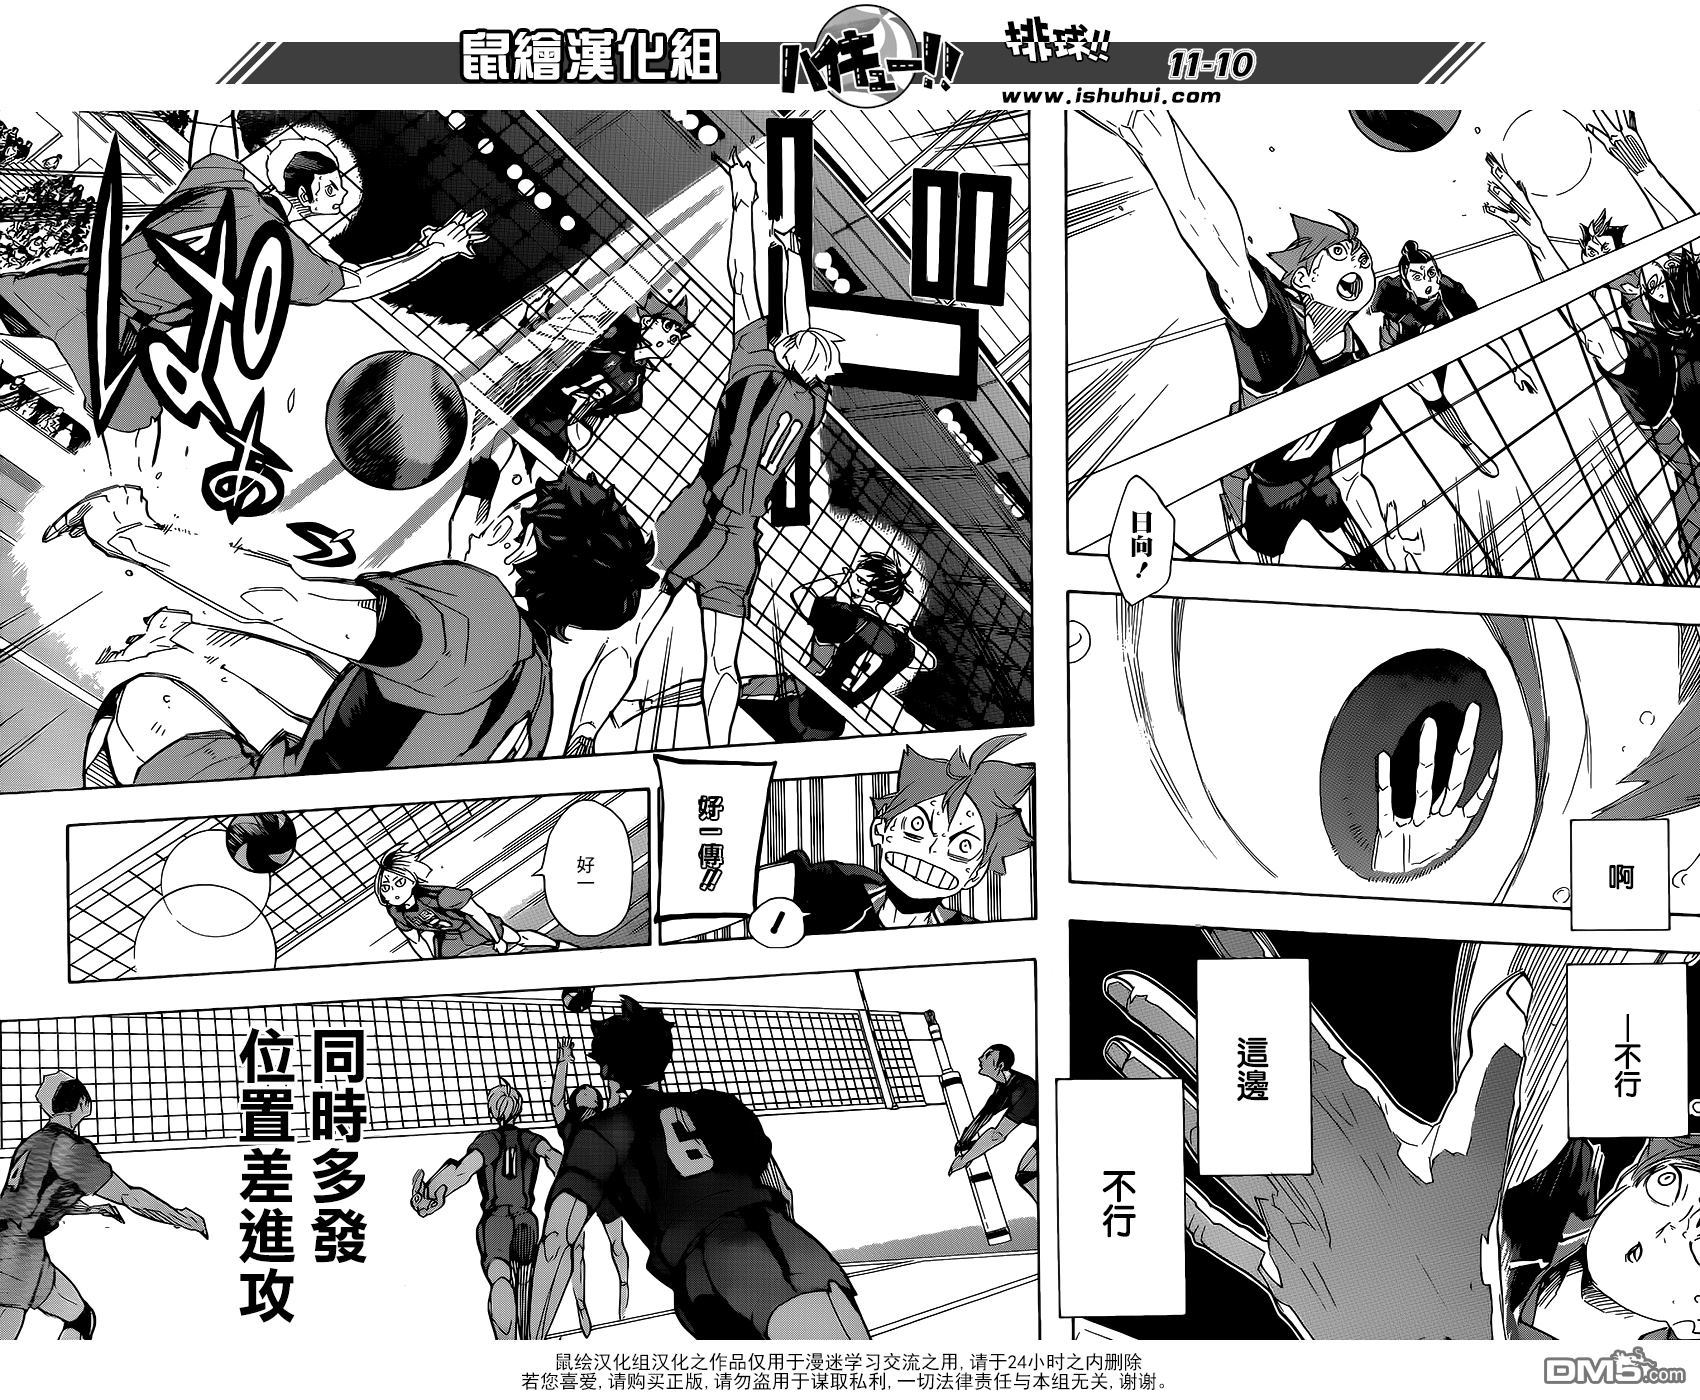 鼠繪漢化組
ハイキュー!!
排球!!
11-10
www.ishuhui.com
日向！
啊
—不行
這邊
不行
好一傳!!
！
好—
同時多發
位置差進攻
10
6
11
4
鼠绘汉化组汉化之作品仅用于漫迷学习交流之用,请于24小时之内删除
若您喜爱,请购买正版,请勿盗用于谋取私利,一切法律责任与本组无关,谢谢。
DM5.com